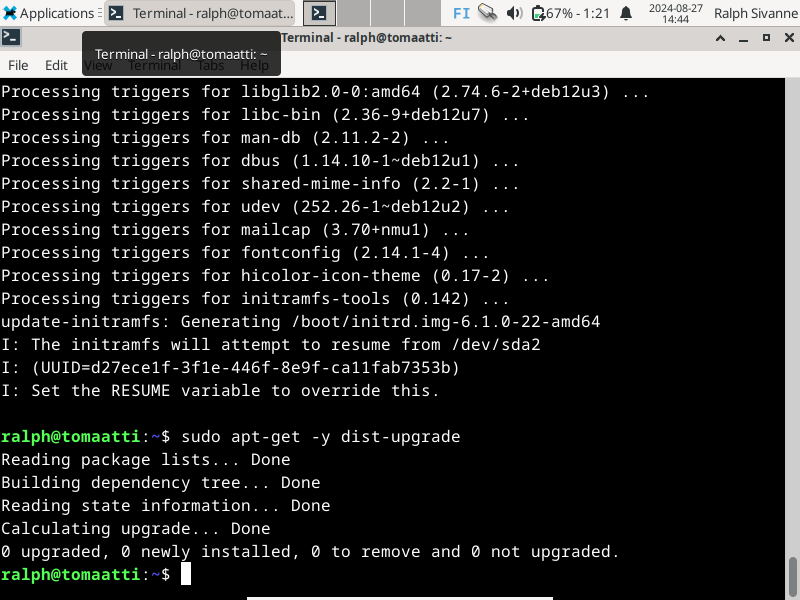 Applications
Terminal - ralph@tomaat...
FI
67% - 1:21
2024-08-27
14:44
Ralph Sivanne
Terminal - ralph@tomaatti: ~
Terminal - ralph@tomaatti: ~
File Edit View Terminal Tabs Help
Processing triggers for libglib2.0-0:amd64 (2.74.6-2+deb12u3) ...
Processing triggers for libc-bin (2.36-9+deb12u7) ...
Processing triggers for man-db (2.11.2-2) ...
Processing triggers for dbus (1.14.10-1~deb12u1) ...
Processing triggers for shared-mime-info (2.2-1) ...
Processing triggers for udev (252.26-1~deb12u2) ...
Processing triggers for mailcap (3.70+nmu1) ...
Processing triggers for fontconfig (2.14.1-4) ...
Processing triggers for hicolor-icon-theme (0.17-2) ...
Processing triggers for initramfs-tools (0.142) ...
update-initramfs: Generating /boot/initrd.img-6.1.0-22-amd64
I: The initramfs will attempt to resume from /dev/sda2
I: (UUID=d27ece1f-3f1e-446f-8e9f-ca11fab7353b)
I: Set the RESUME variable to override this.
ralph@tomaatti:~$ sudo apt-get -y dist-upgrade
Reading package lists... Done
Building dependency tree... Done
Reading state information... Done
Calculating upgrade... Done
0 upgraded, 0 newly installed, 0 to remove and 0 not upgraded.
ralph@tomaatti:~$